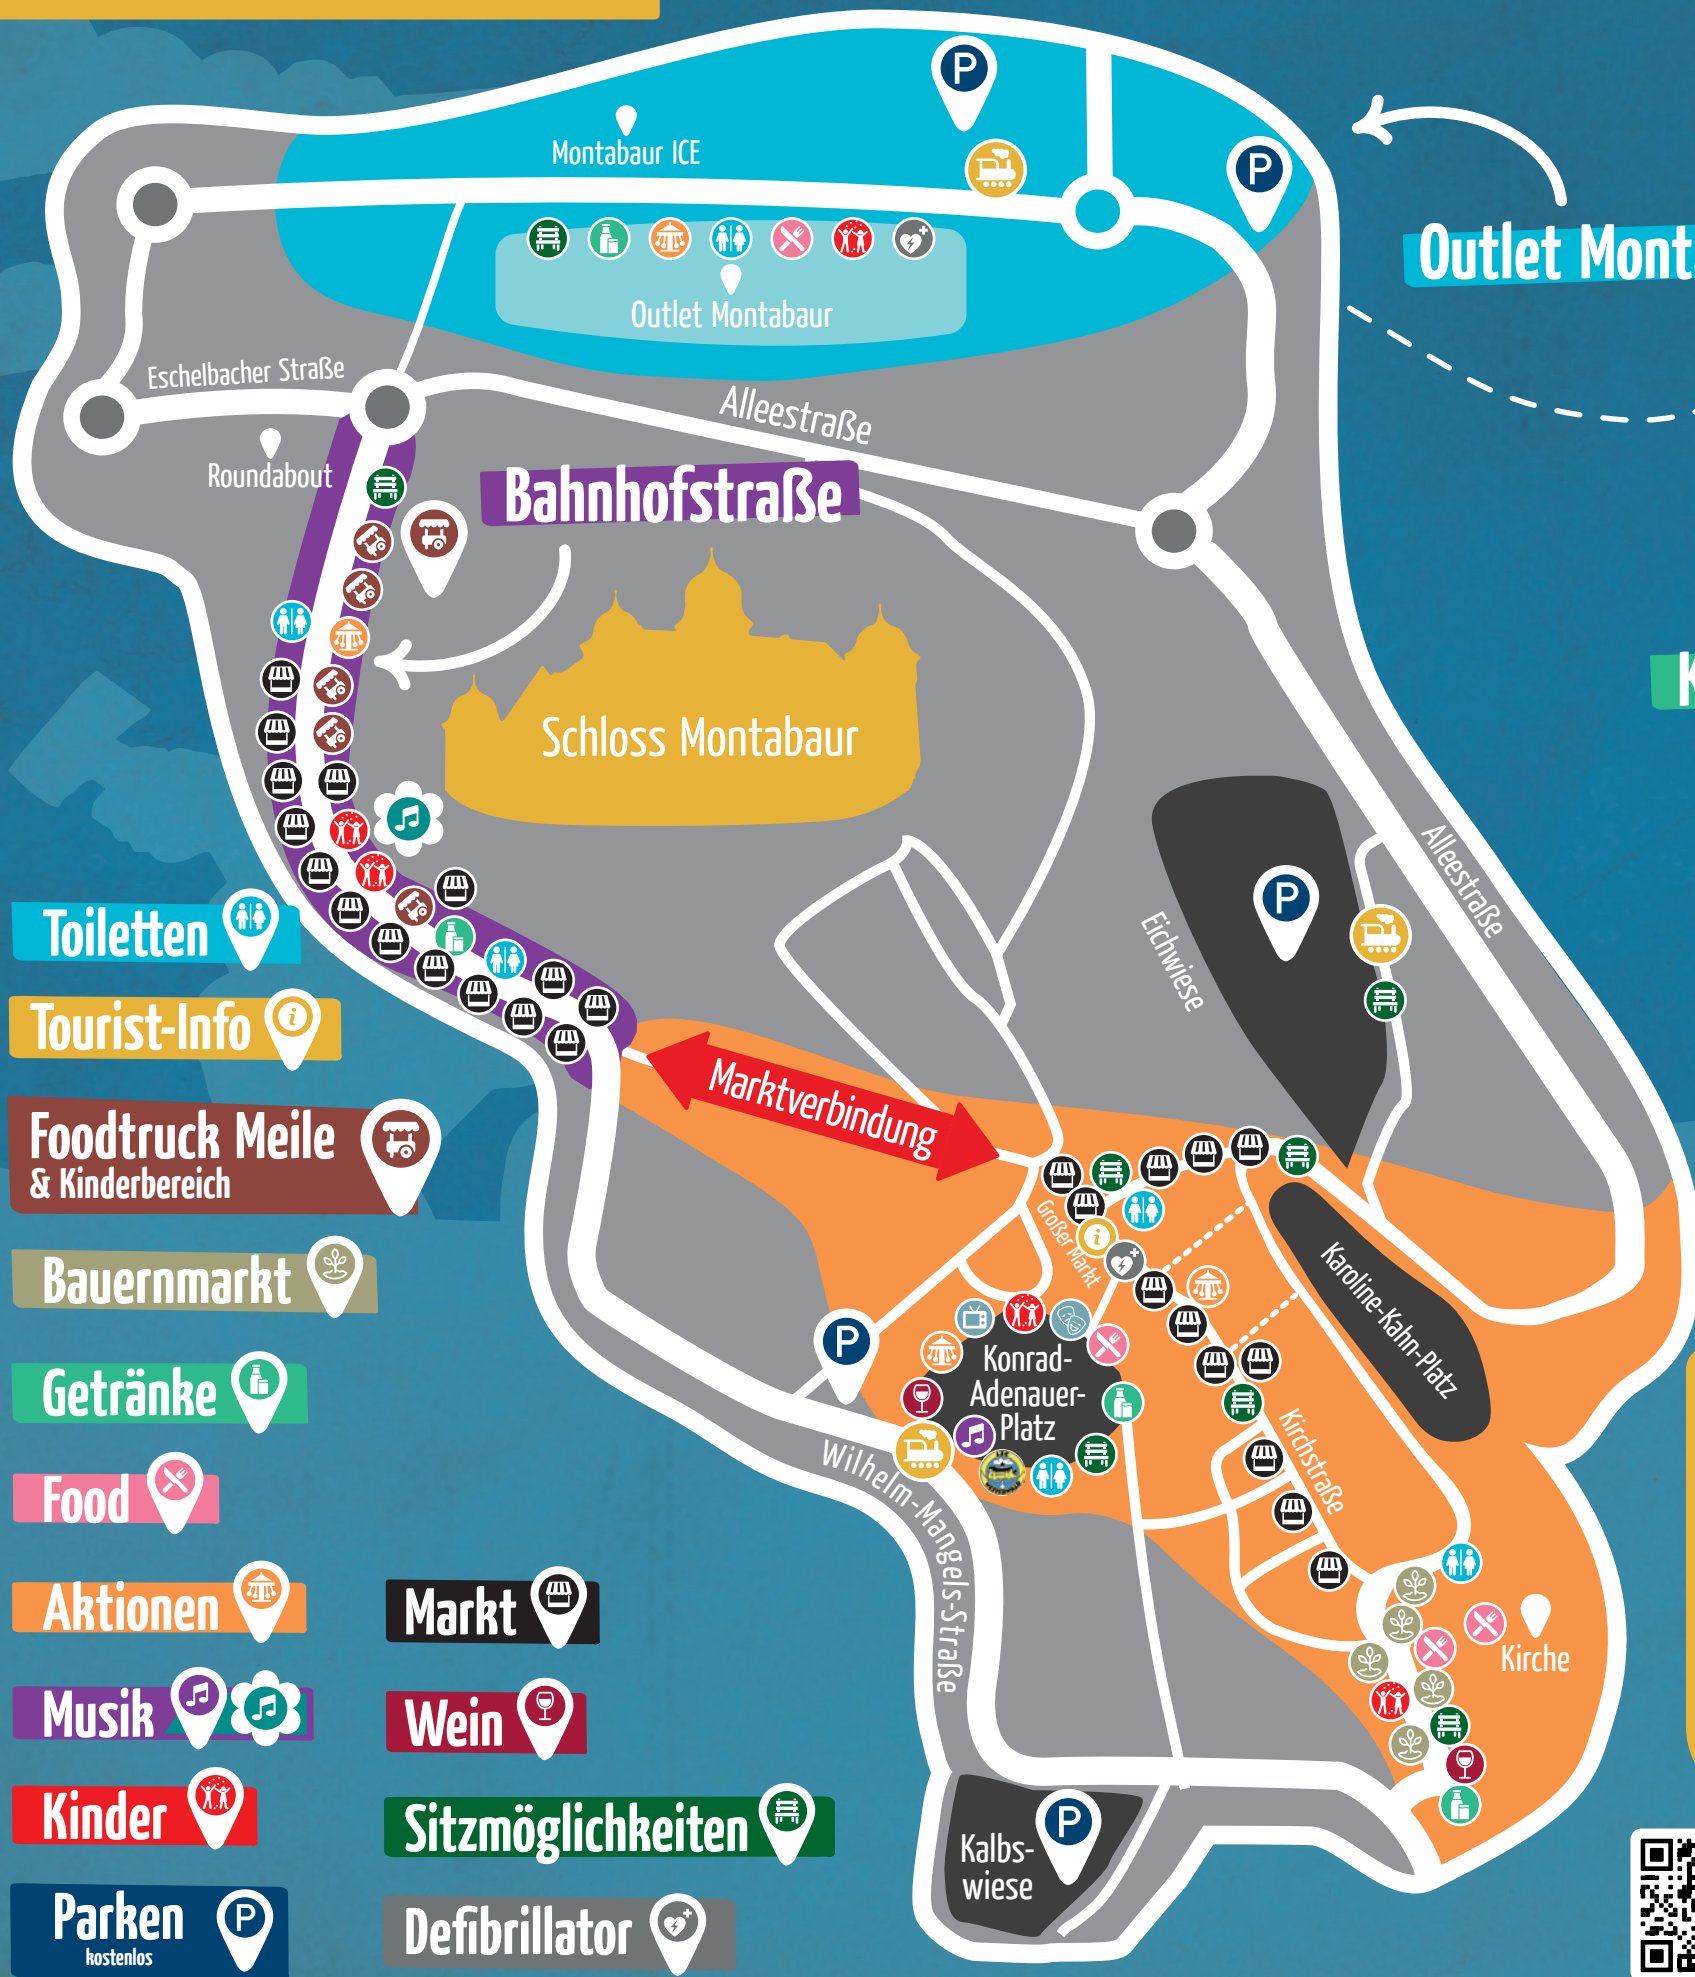 P
Montabaur ICE
P
Outlet Mont
Outlet Montabaur
Eschelbacher Straße
Alleestraße
Roundabout
Bahnhofstraße
K
Schloss Montabaur
Alleestraße
P
Eichwiese
Toiletten
Tourist-Info
i
Marktverbindung
Foodtruck Meile
& Kinderbereich
Großer Markt
i
Bauernmarkt
Karoline-Kahn-Platz
P
Konrad-
Adenauer-
Platz
Getränke
Kirchstraße
Wilhelm-Mangels-Straße
Food
Aktionen
Markt
Kirche
Musik
Wein
Kinder
Sitzmöglichkeiten
P
Kalbs-
wiese
Parken
kostenlos
P
Defibrillator